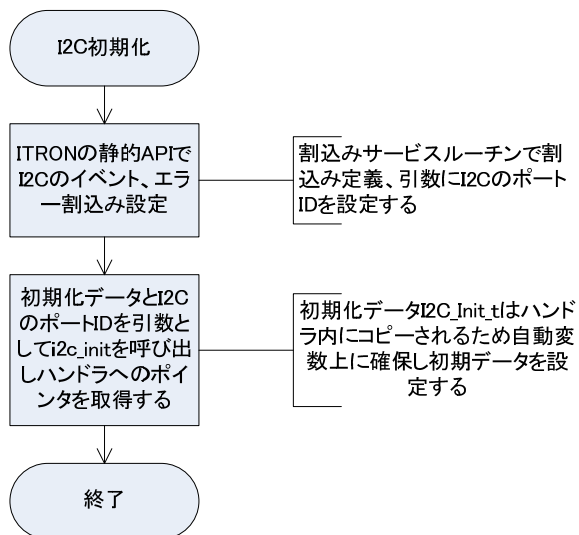 I2C初期化
ITRONの静的APIで
I2Cのイベント、エラ
ー割込み設定
割込みサービスルーチンで割
込み定義、引数にI2Cのポート
IDを設定する
初期化データとI2C
のポートIDを引数と
してi2c_initを呼び出
しハンドラへのポイ
ンタを取得する
初期化データI2C_Init_tはハンド
ラ内にコピーされるため自動変
数上に確保し初期データを設
定する
終了